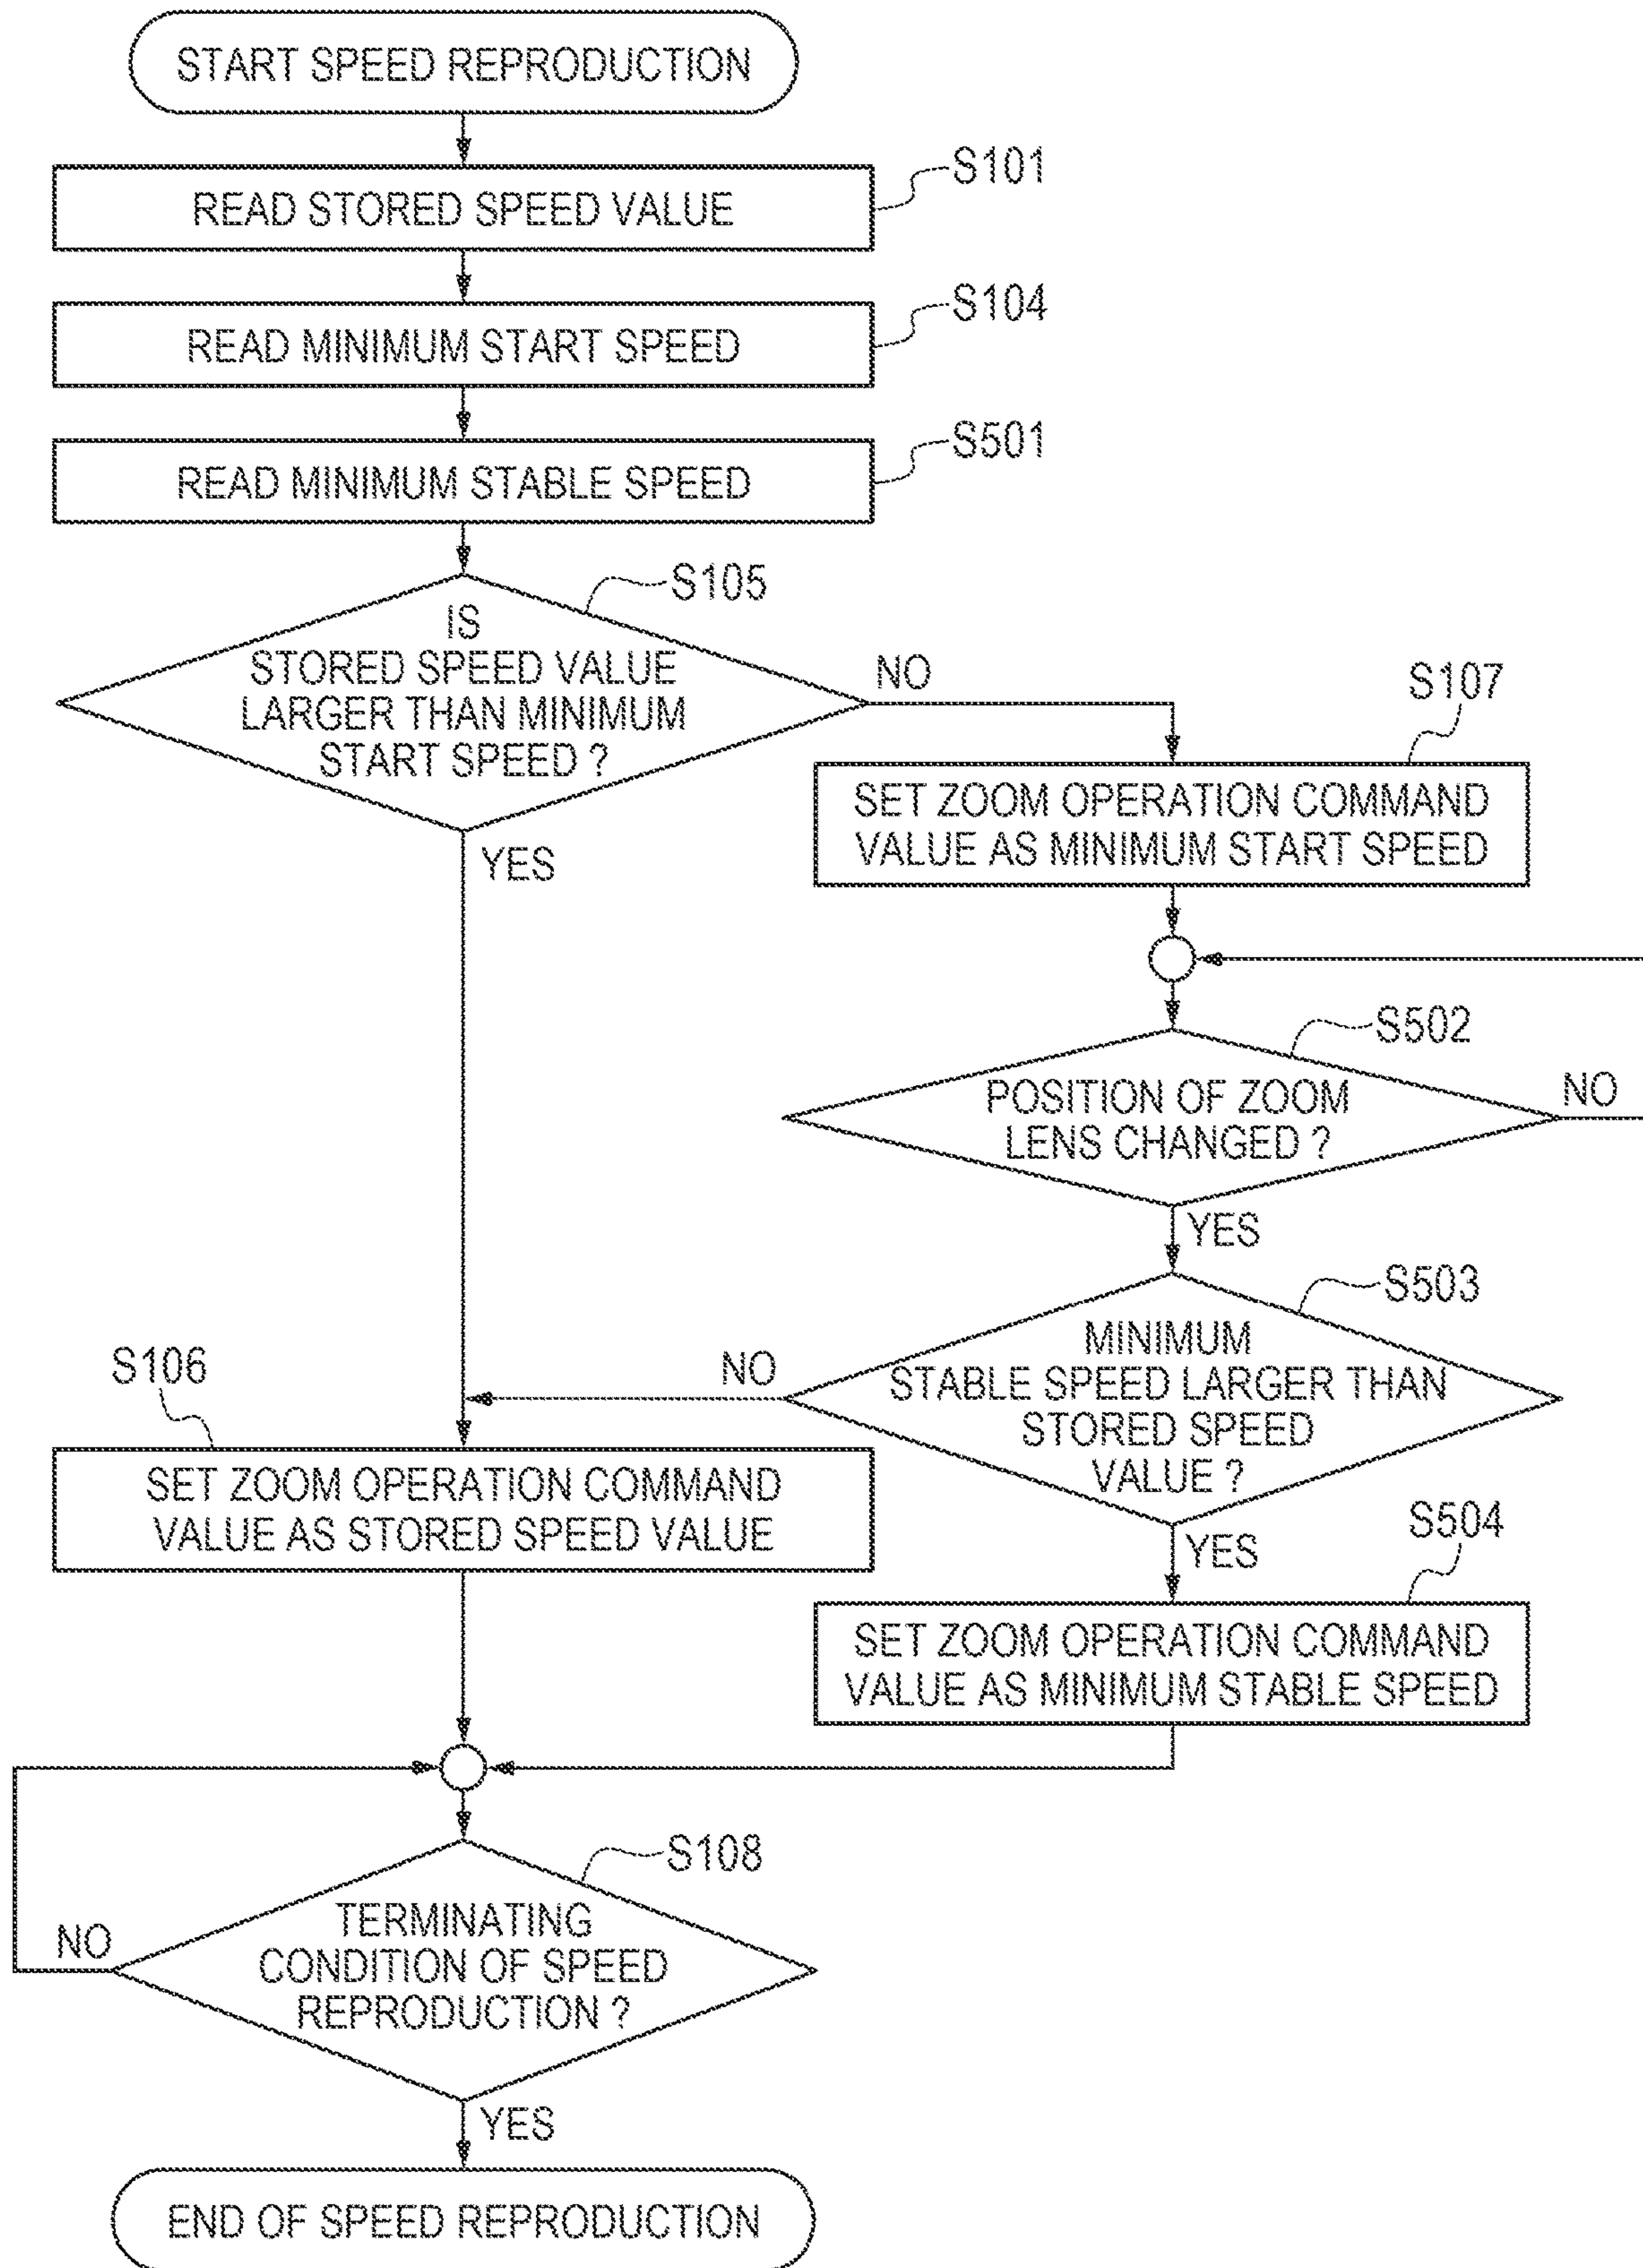 START SPEED REPRODUCTION
S101
READ STORED SPEED VALUE
S104
READ MINIMUM START SPEED
S501
READ MINIMUM STABLE SPEED
S105
IS
STORED SPEED VALUE
LARGER THAN MINIMUM
START SPEED ?
NO
YES
S107
SET ZOOM OPERATION COMMAND
VALUE AS MINIMUM START SPEED
S502
POSITION OF ZOOM
LENS CHANGED ?
NO
YES
S503
MINIMUM
STABLE SPEED LARGER THAN
STORED SPEED
VALUE ?
NO
YES
S106
SET ZOOM OPERATION COMMAND
VALUE AS STORED SPEED VALUE
S504
SET ZOOM OPERATION COMMAND
VALUE AS MINIMUM STABLE SPEED
S108
TERMINATING
CONDITION OF SPEED
REPRODUCTION ?
NO
YES
END OF SPEED REPRODUCTION